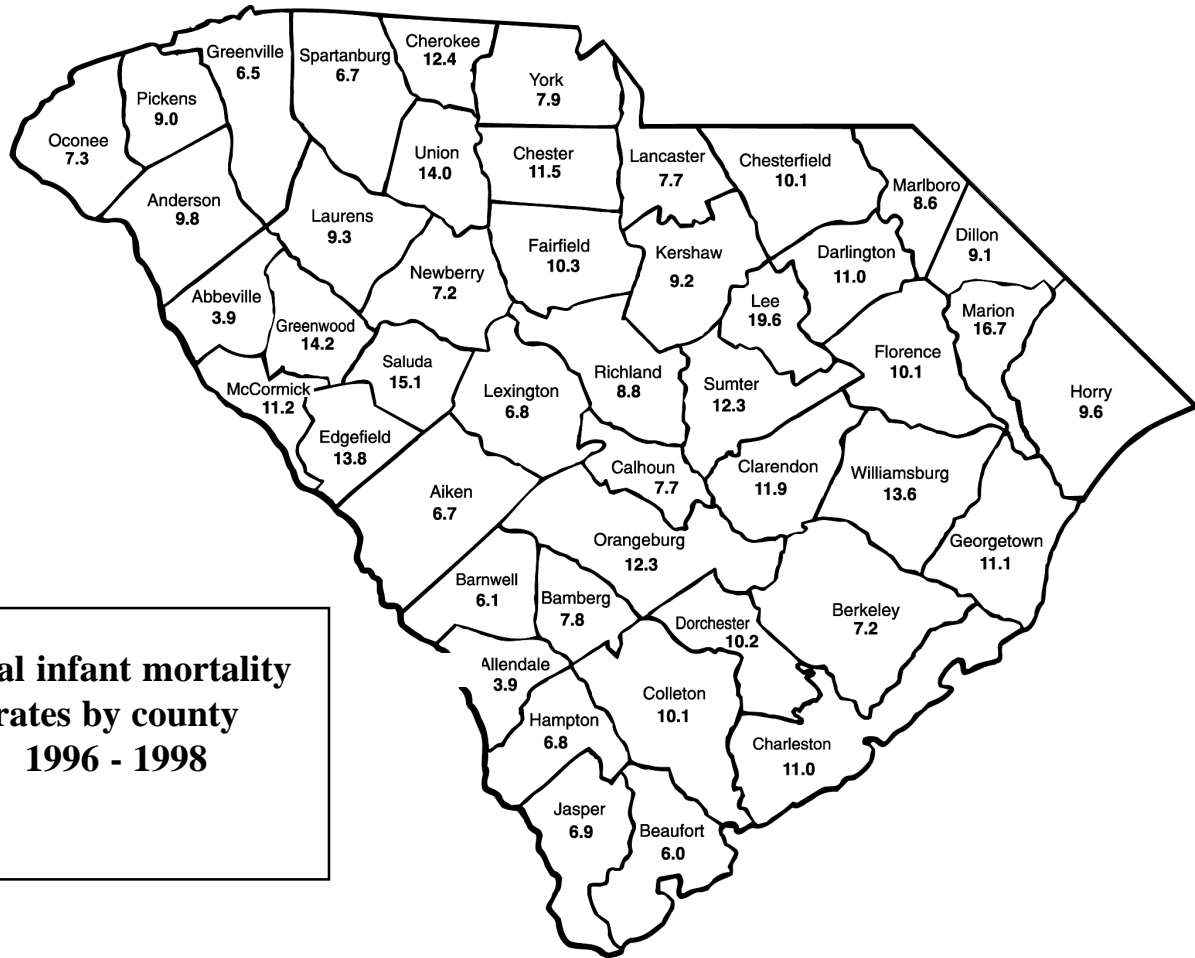 Greenville
6.5
Spartanburg
6.7
Cherokee
12.4
York
7.9
Pickens
9.0
Oconee
7.3
Union
14.0
Chester
11.5
Lancaster
7.7
Chesterfield
10.1
Marlboro
8.6
Anderson
9.8
Laurens
9.3
Dillon
9.1
Fairfield
10.3
Kershaw
9.2
Darlington
11.0
Newberry
7.2
Abbeville
3.9
Greenwood
14.2
Lee
19.6
Marion
16.7
Florence
10.1
Saluda
15.1
Lexington
6.8
Richland
8.8
Sumter
12.3
Horry
9.6
McCormick
11.2
Edgefield
13.8
Calhoun
7.7
Clarendon
11.9
Williamsburg
13.6
Aiken
6.7
Orangeburg
12.3
Georgetown
11.1
Barnwell
6.1
Bamberg
7.8
Dorchester
10.2
Berkeley
7.2
Allendale
3.9
Colleton
10.1
Hampton
6.8
Charleston
11.0
Jasper
6.9
Beaufort
6.0
al infant mortality
rates by county
1996 - 1998